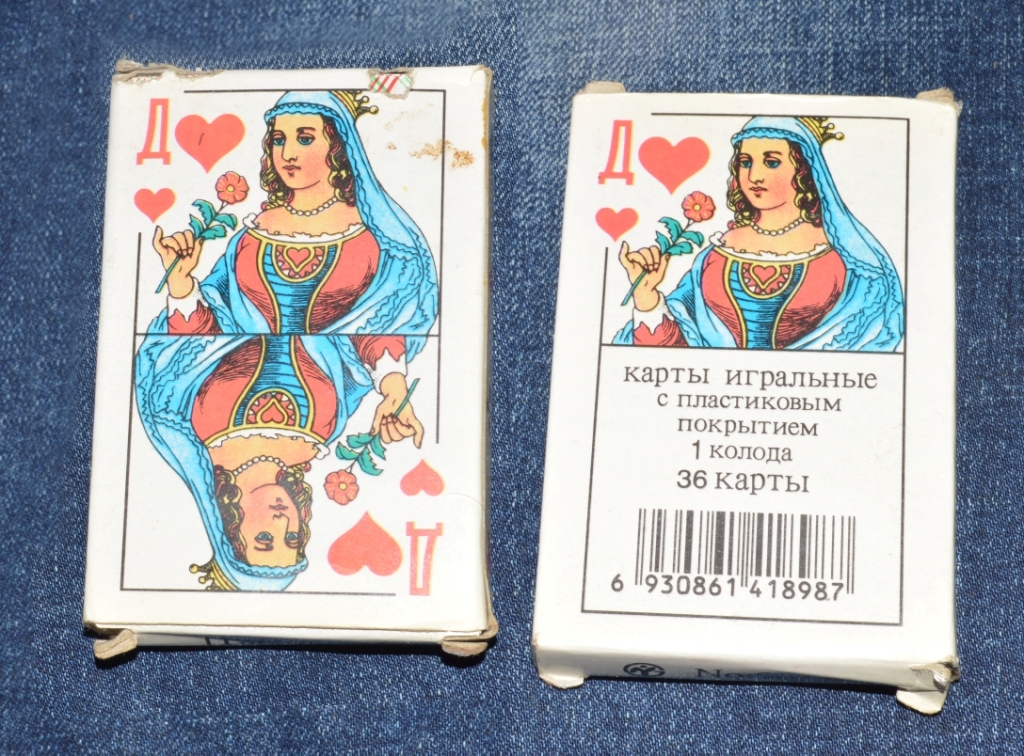 Д
Д
Д
карты игральные
с пластиковым
покрытием
1 колода
36 карты
6 930861 418987